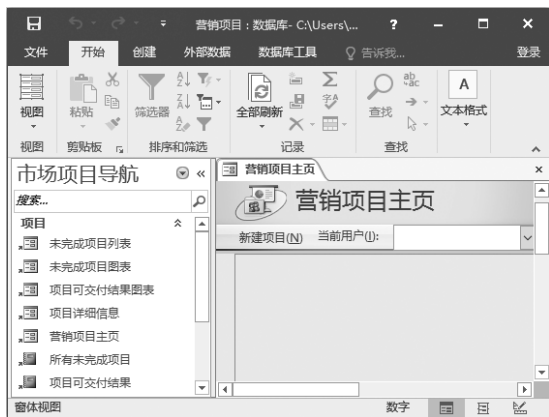 营销项目 : 数据库- C:\Users\... ?
文件 开始 创建 外部数据 数据库工具 告诉我... 登录
视图 粘贴 筛选器 全部刷新 查找 ab ac A 文本格式
视图 剪贴板 排序和筛选 记录 查找
市场项目导航 «
搜索...
项目
未完成项目列表
未完成项目图表
项目可交付结果图表
项目详细信息
营销项目主页
所有未完成项目
项目可交付结果
营销项目主页
营销项目主页
新建项目(N) 当前用户(I):
窗体视图 数字